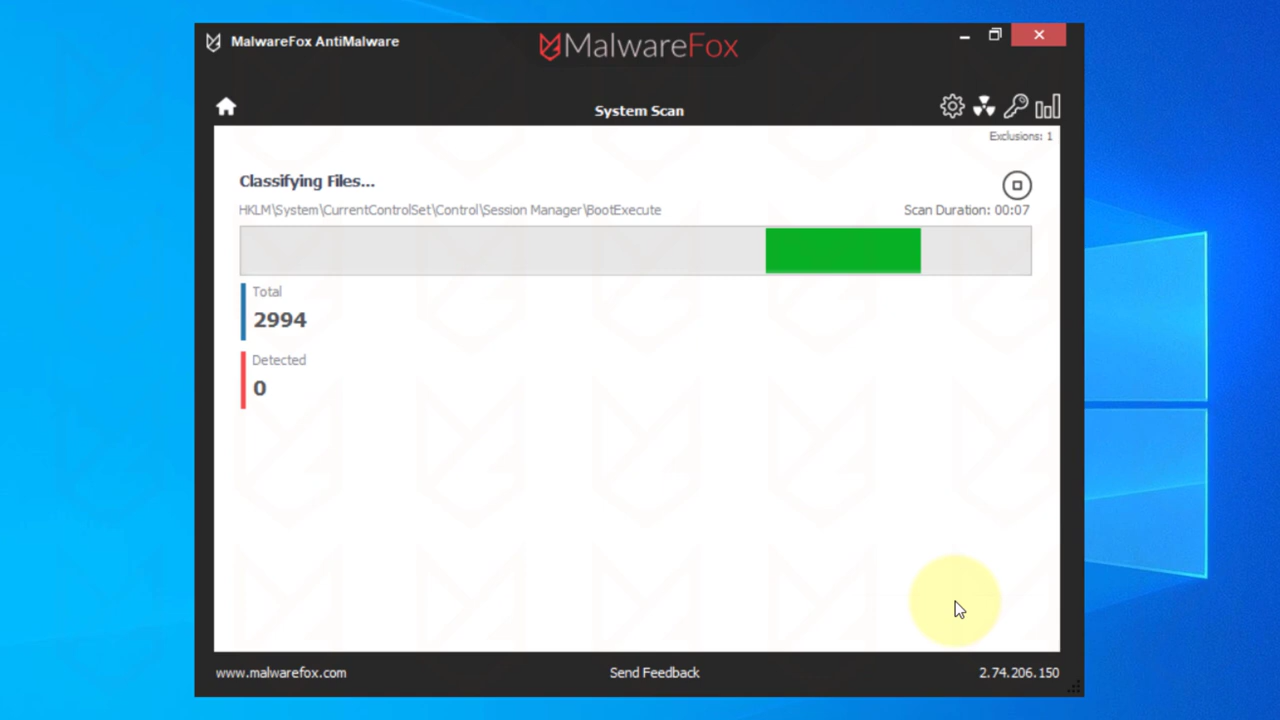 MalwareFox AntiMalware
MalwareFox
System Scan
Exclusions: 1
Classifying Files...
HKLM\System\CurrentControlSet\Control\Session Manager\BootExecute
Scan Duration: 00:07
Total
2994
Detected
0
www.malwarefox.com
Send Feedback
2.74.206.150